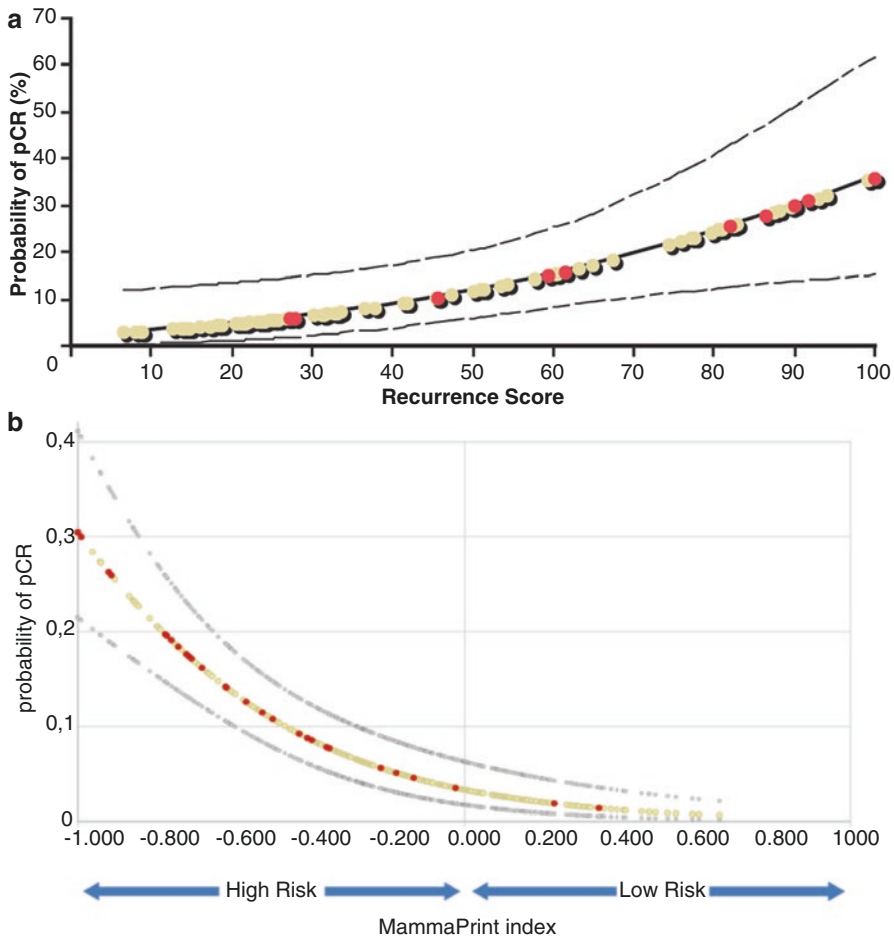 a
70
60
50
40
30
20
10
0
Probability of pCR (%)
10 20 30 40 50 60 70 80 90 100
Recurrence Score
b
0,4
0,3
0,2
0,1
0
probability of pCR
-1.000 -0.800 -0.600 -0.400 -0.200 0.000 0.200 0.400 0.600 0.800 1000
High Risk Low Risk
MammaPrint index